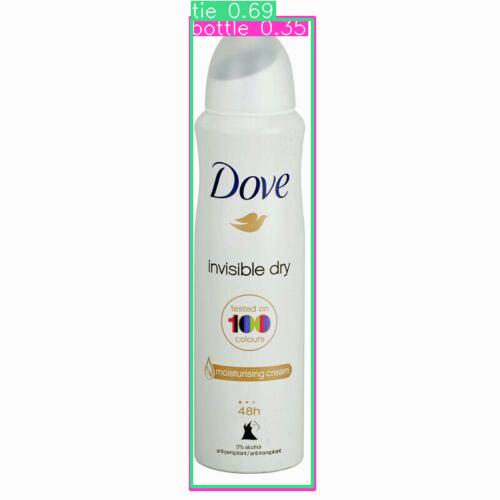 tie 0.69
bottle 0.35
Dove
invisible dry
tested on
100
colours
moisturising cream
48h
0% alcohol
anti-perspirant / anti-transpirant